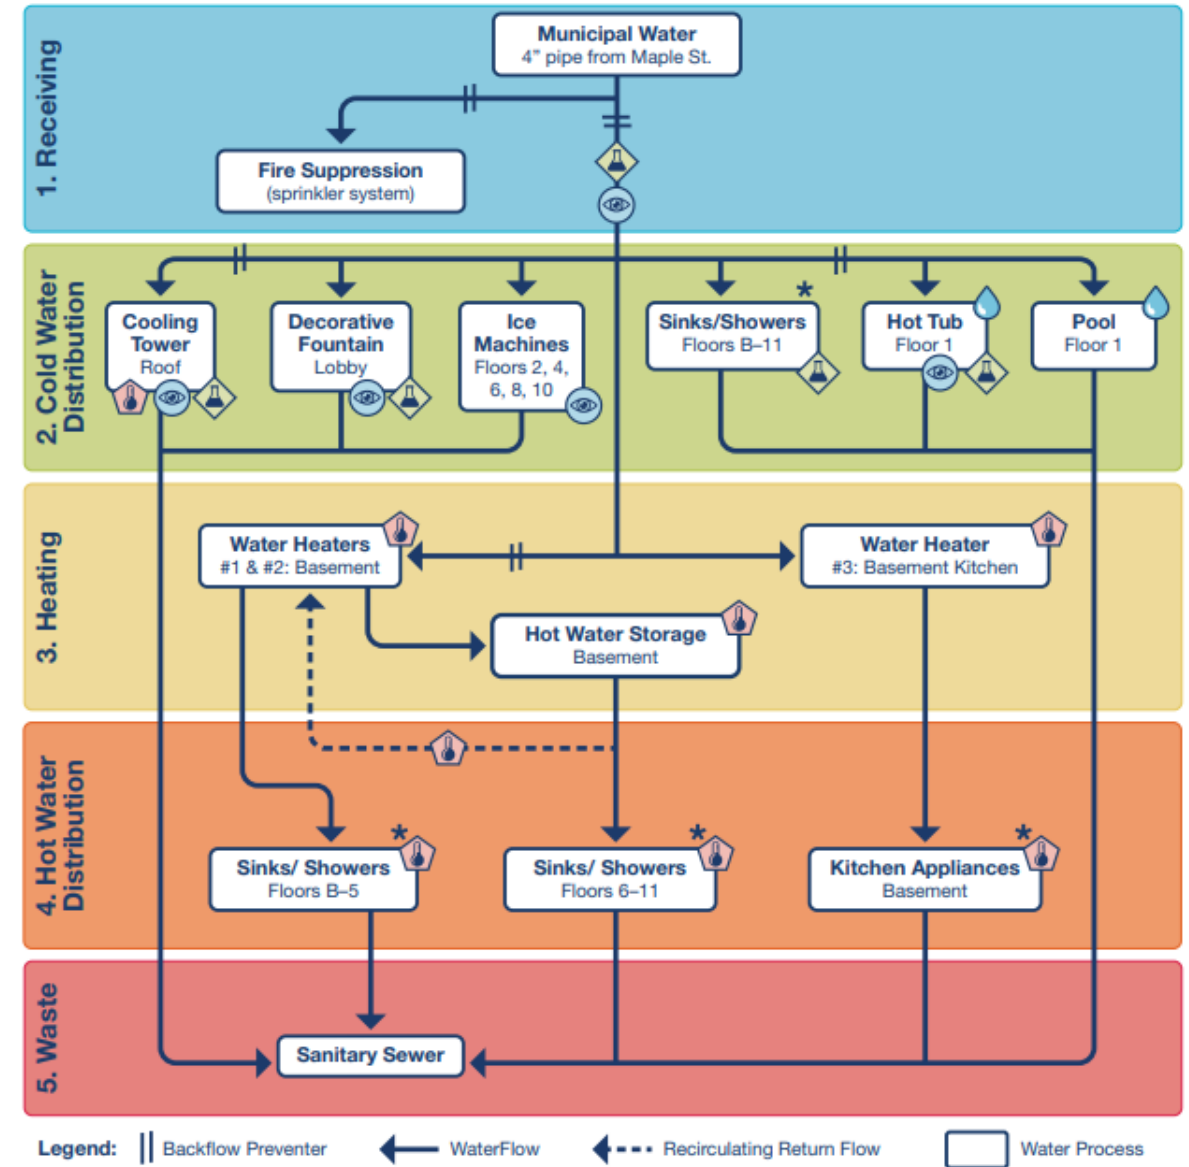 1. Receiving
Municipal Water
4” pipe from Maple St.
Fire Suppression
(sprinkler system)
2. Cold Water
Distribution
Cooling
Tower
Roof
Decorative
Fountain
Lobby
Ice
Machines
Floors 2, 4,
6, 8, 10
*
Sinks/Showers
Floors B–11
Hot Tub
Floor 1
Pool
Floor 1
3. Heating
Water Heaters
#1 & #2: Basement
Water Heater
#3: Basement Kitchen
Hot Water Storage
Basement
4. Hot Water
Distribution
*
Sinks/ Showers
Floors B–5
*
Sinks/ Showers
Floors 6–11
*
Kitchen Appliances
Basement
5. Waste
Sanitary Sewer
Legend:
Backflow Preventer
WaterFlow
Recirculating Return Flow
Water Process